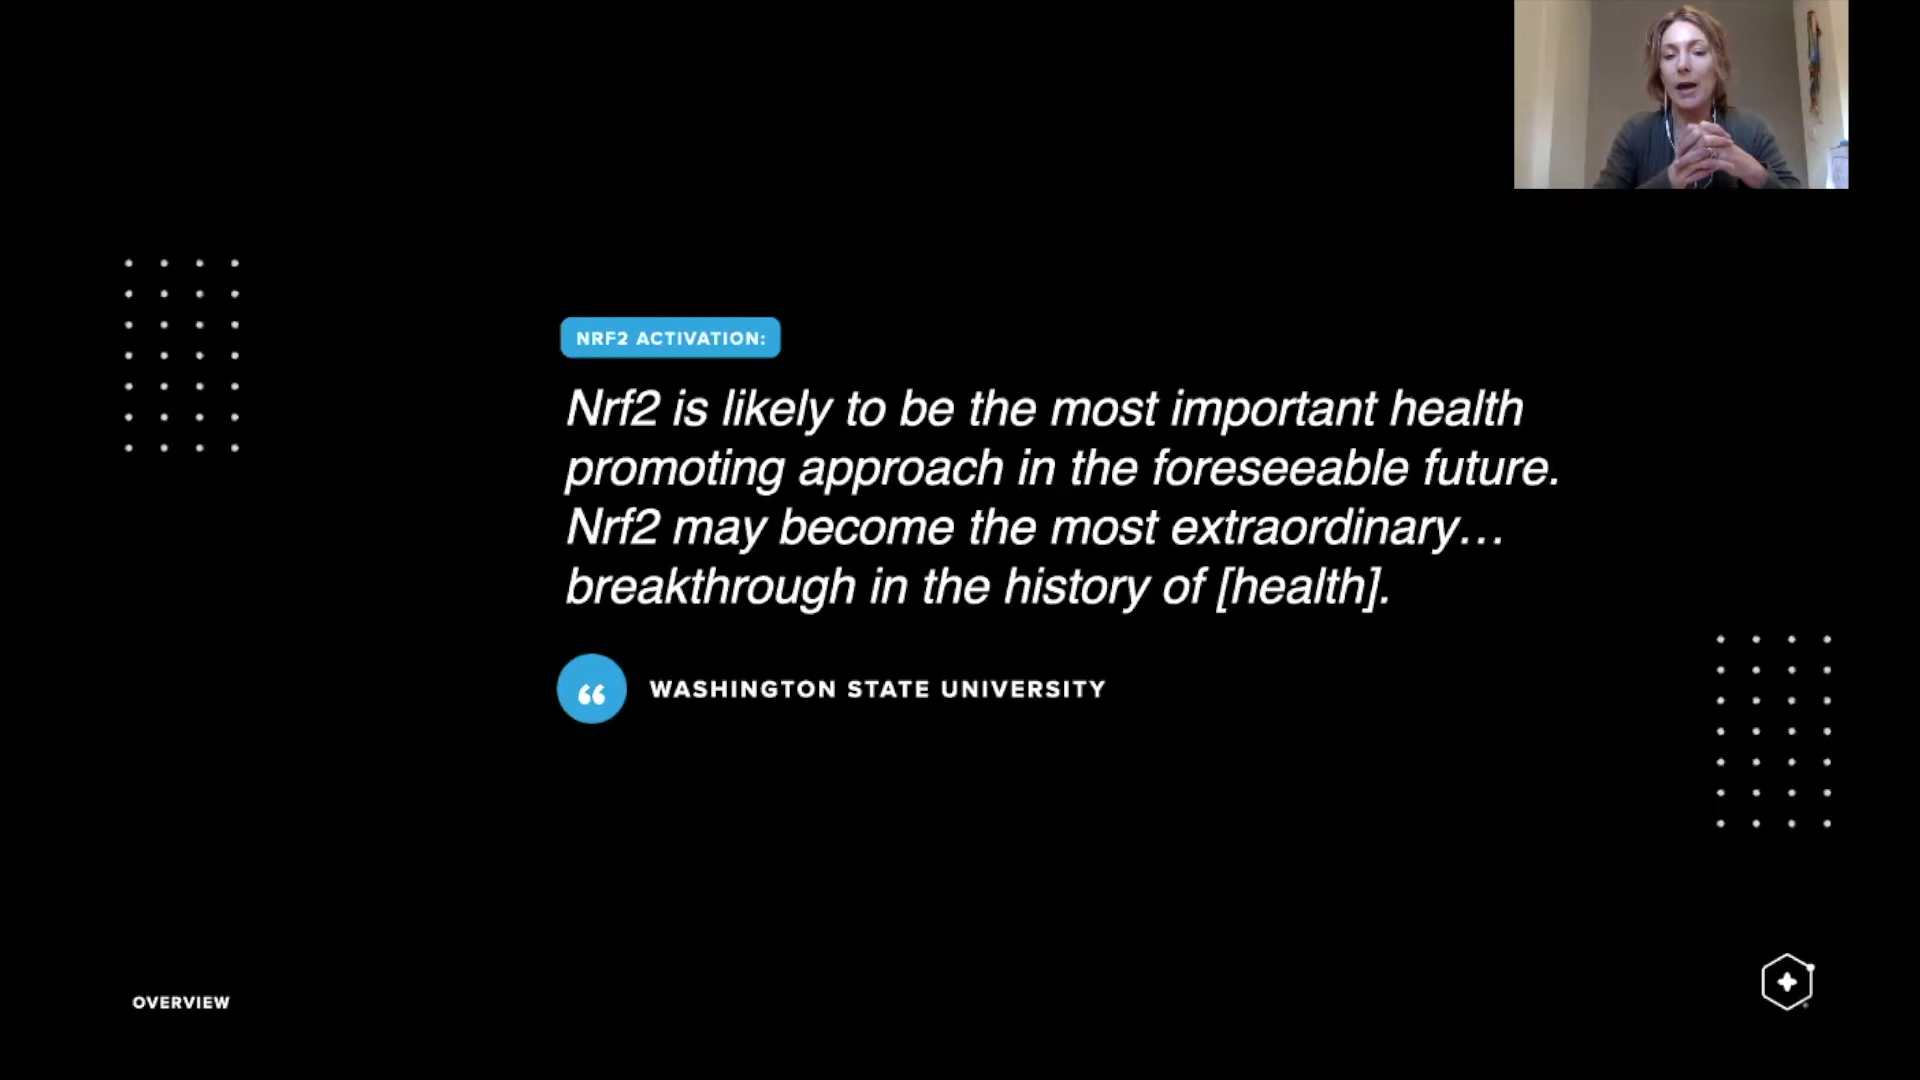 NRF2 ACTIVATION:
Nrf2 is likely to be the most important health
promoting approach in the foreseeable future.
Nrf2 may become the most extraordinary...
breakthrough in the history of [health].
“
WASHINGTON STATE UNIVERSITY
OVERVIEW